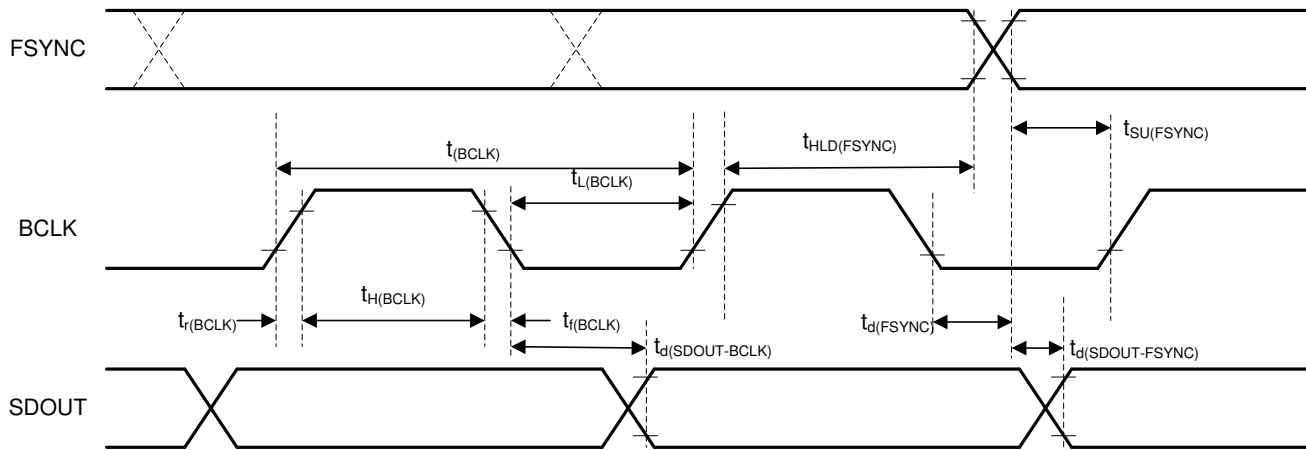 FSYNC
tSU(FSYNC)
tHLD(FSYNC)
t(BCLK)
tL(BCLK)
BCLK
tH(BCLK)
tr(BCLK)
tf(BCLK)
td(FSYNC)
td(SDOUT-BCLK)
td(SDOUT-FSYNC)
SDOUT